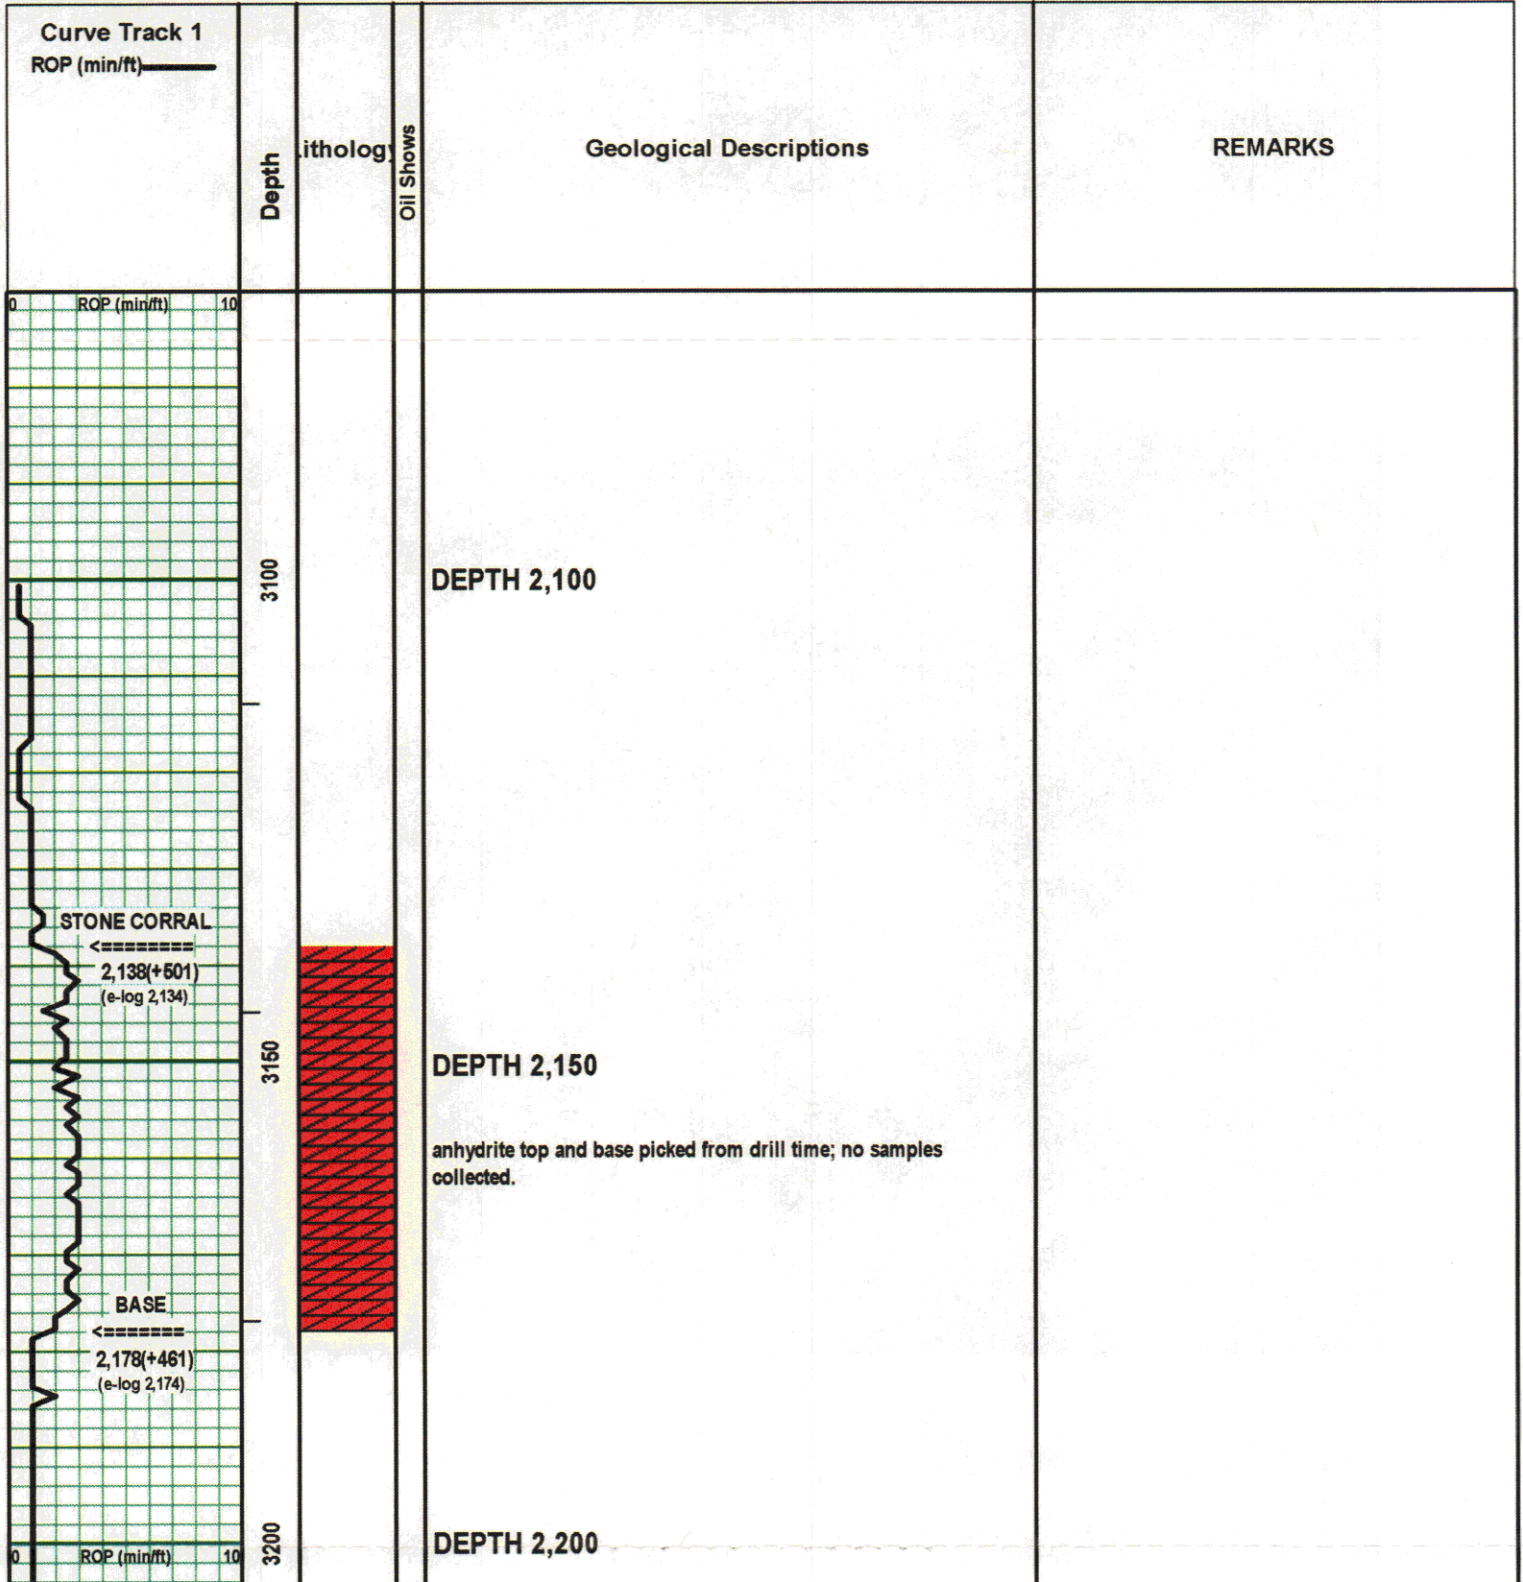 Curve Track 1
ROP (min/ft)
Depth
ithology
Oil Shows
Geological Descriptions
REMARKS
0 ROP (min/ft) 10
3100
DEPTH 2,100
STONE CORRAL
<========
2,138(+501)
(e-log 2,134)
3150
DEPTH 2,150
anhydrite top and base picked from drill time; no samples
collected.
BASE
<=======
2,178(+461)
(e-log 2,174)
3200
DEPTH 2,200
0 ROP (min/ft) 10